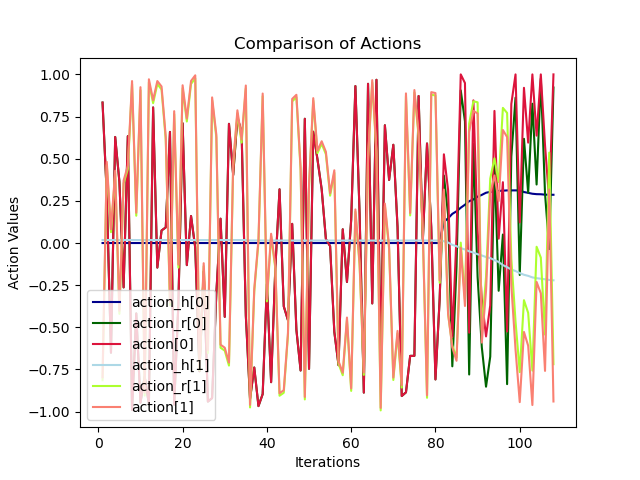 Comparison of Actions
Action Values
1.00
0.75
0.50
0.25
0.00
−0.25
−0.50
−0.75
−1.00
action_h[0]
action_r[0]
action[0]
action_h[1]
action_r[1]
action[1]
0 20 40 60 80 100
Iterations